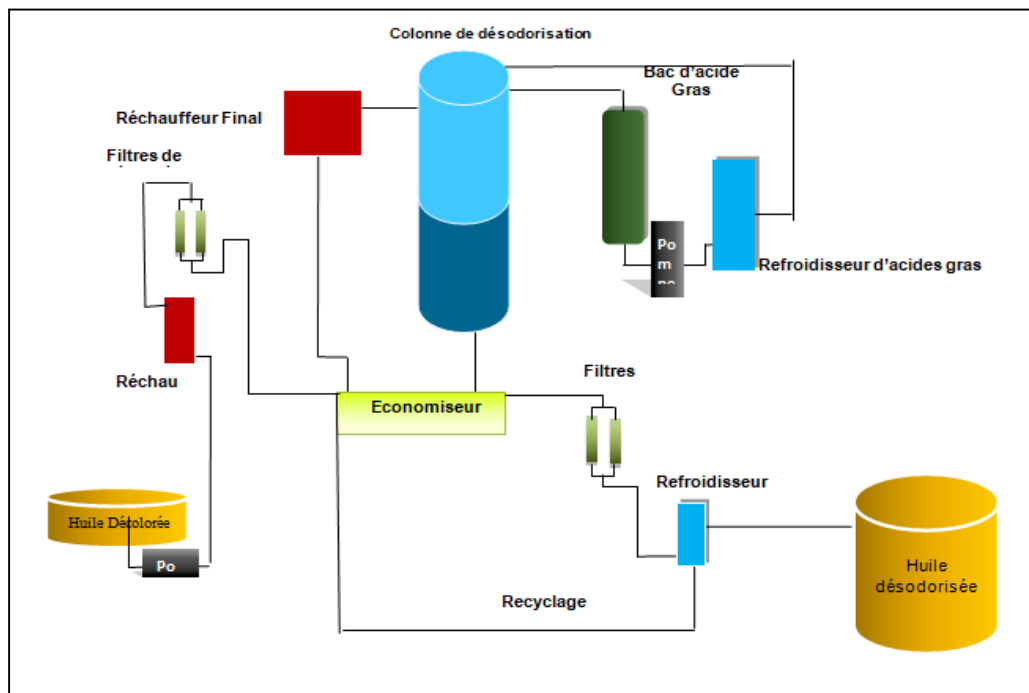 Colonne de désodorisation
Bac d'acide
Gras
Réchauffeur Final
Filtres de
Po
m
Refroidisseur d'acides gras
Réchau
Filtres
Economiseur
Refroidisseur
Huile Décolorée
Po
Huile
désodorisée
Recyclage